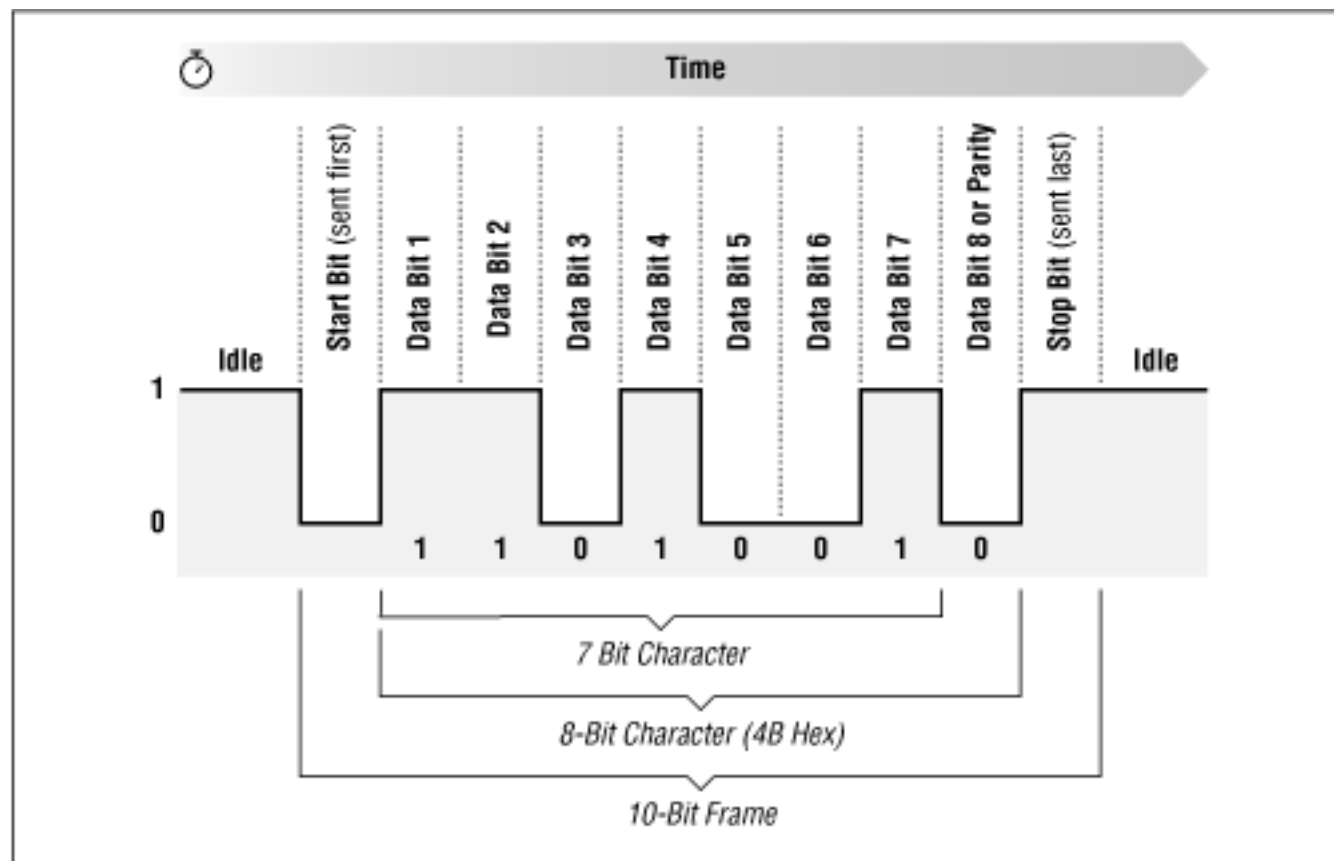 Time
Start Bit (sent first)
Data Bit 1
Data Bit 2
Data Bit 3
Data Bit 4
Data Bit 5
Data Bit 6
Data Bit 7
Data Bit 8 or Parity
Stop Bit (sent last)
Idle
Idle
1
0
1 1 0 1 0 0 1 0
7 Bit Character
8-Bit Character (4B Hex)
10-Bit Frame